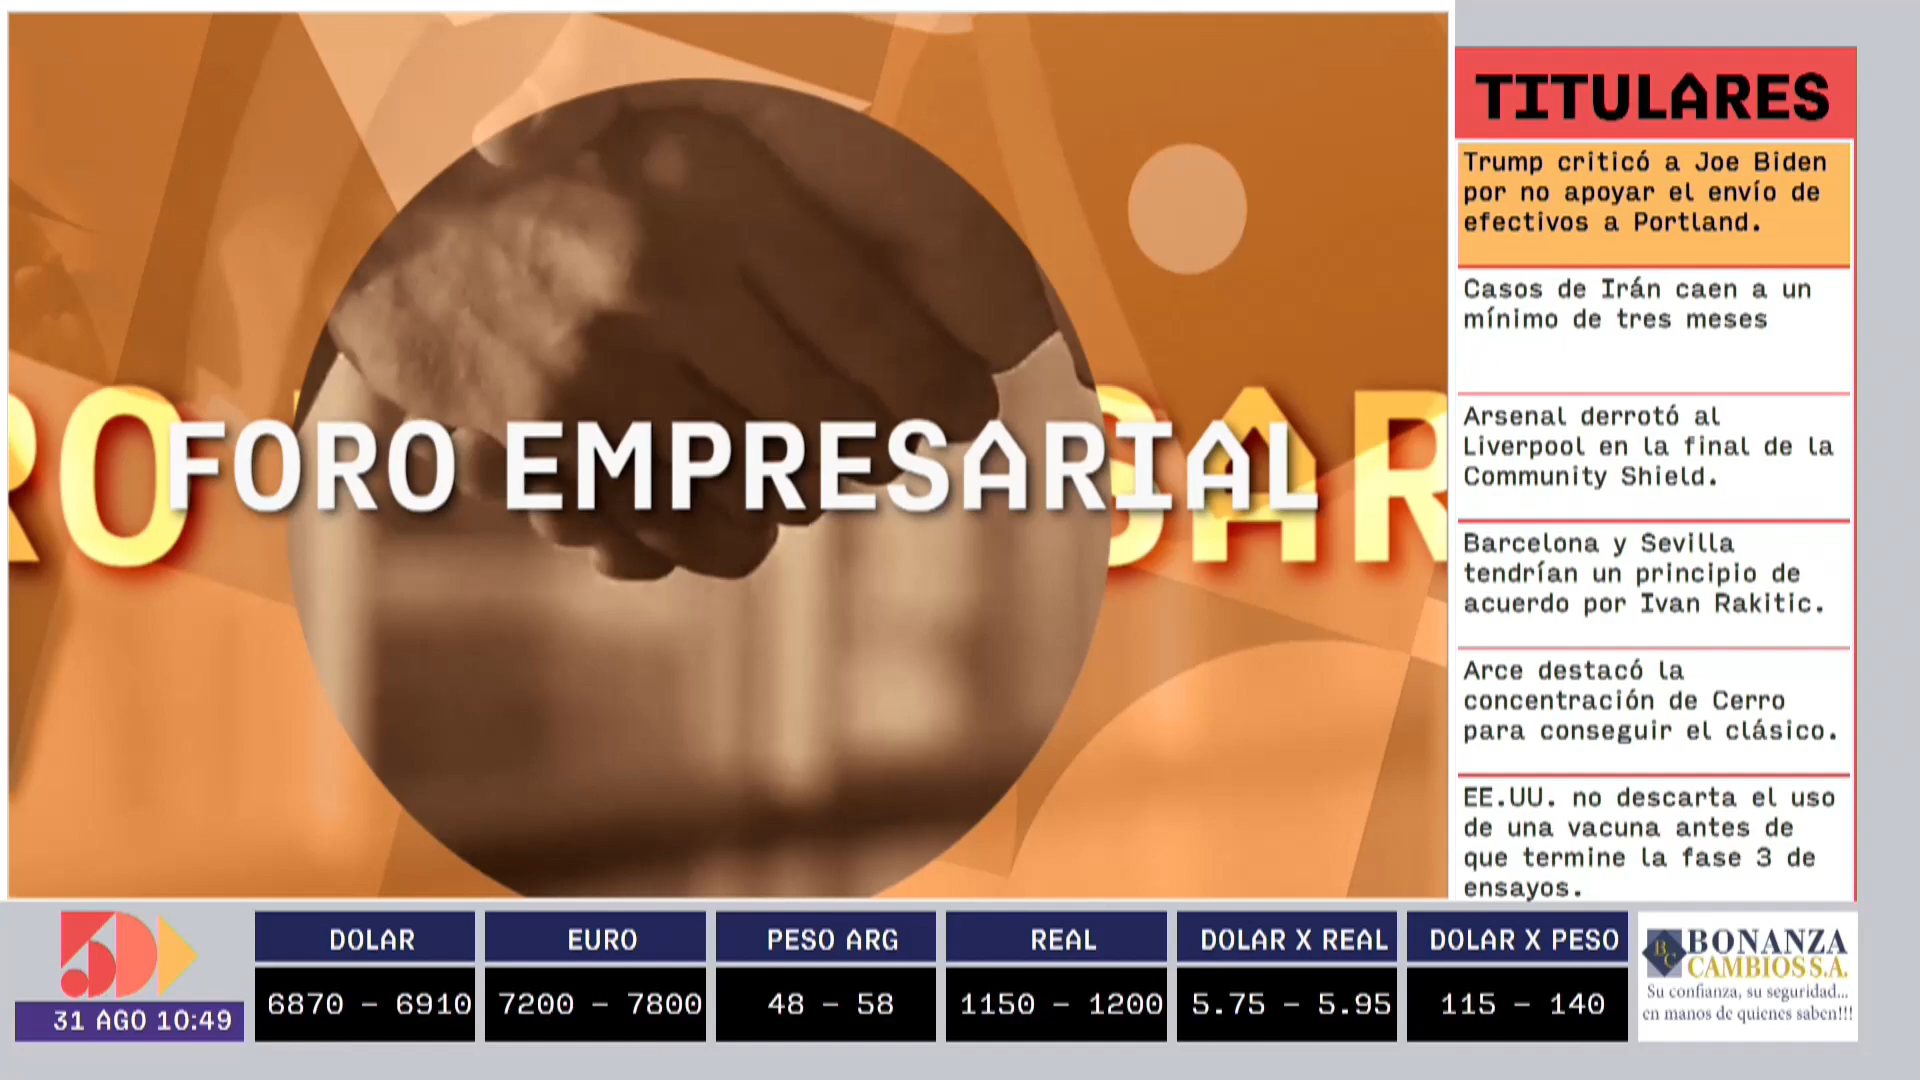 FORO EMPRESARIAL
TITULARES
Trump criticó a Joe Biden
por no apoyar el envío de
efectivos a Portland.
Casos de Irán caen a un
mínimo de tres meses
Arsenal derrotó al
Liverpool en la final de la
Community Shield.
Barcelona y Sevilla
tendrían un principio de
acuerdo por Ivan Rakitic.
Arce destacó la
concentración de Cerro
para conseguir el clásico.
EE.UU. no descarta el uso
de una vacuna antes de
que termine la fase 3 de
ensayos.
31 AGO 10:49
DOLAR
6870 - 6910
EURO
7200 - 7800
PESO ARG
48 - 58
REAL
1150 - 1200
DOLAR X REAL
5.75 - 5.95
DOLAR X PESO
115 - 140
BC
BONANZA
CAMBIOS S.A.
Su confianza, su seguridad...
en manos de quienes saben!!!